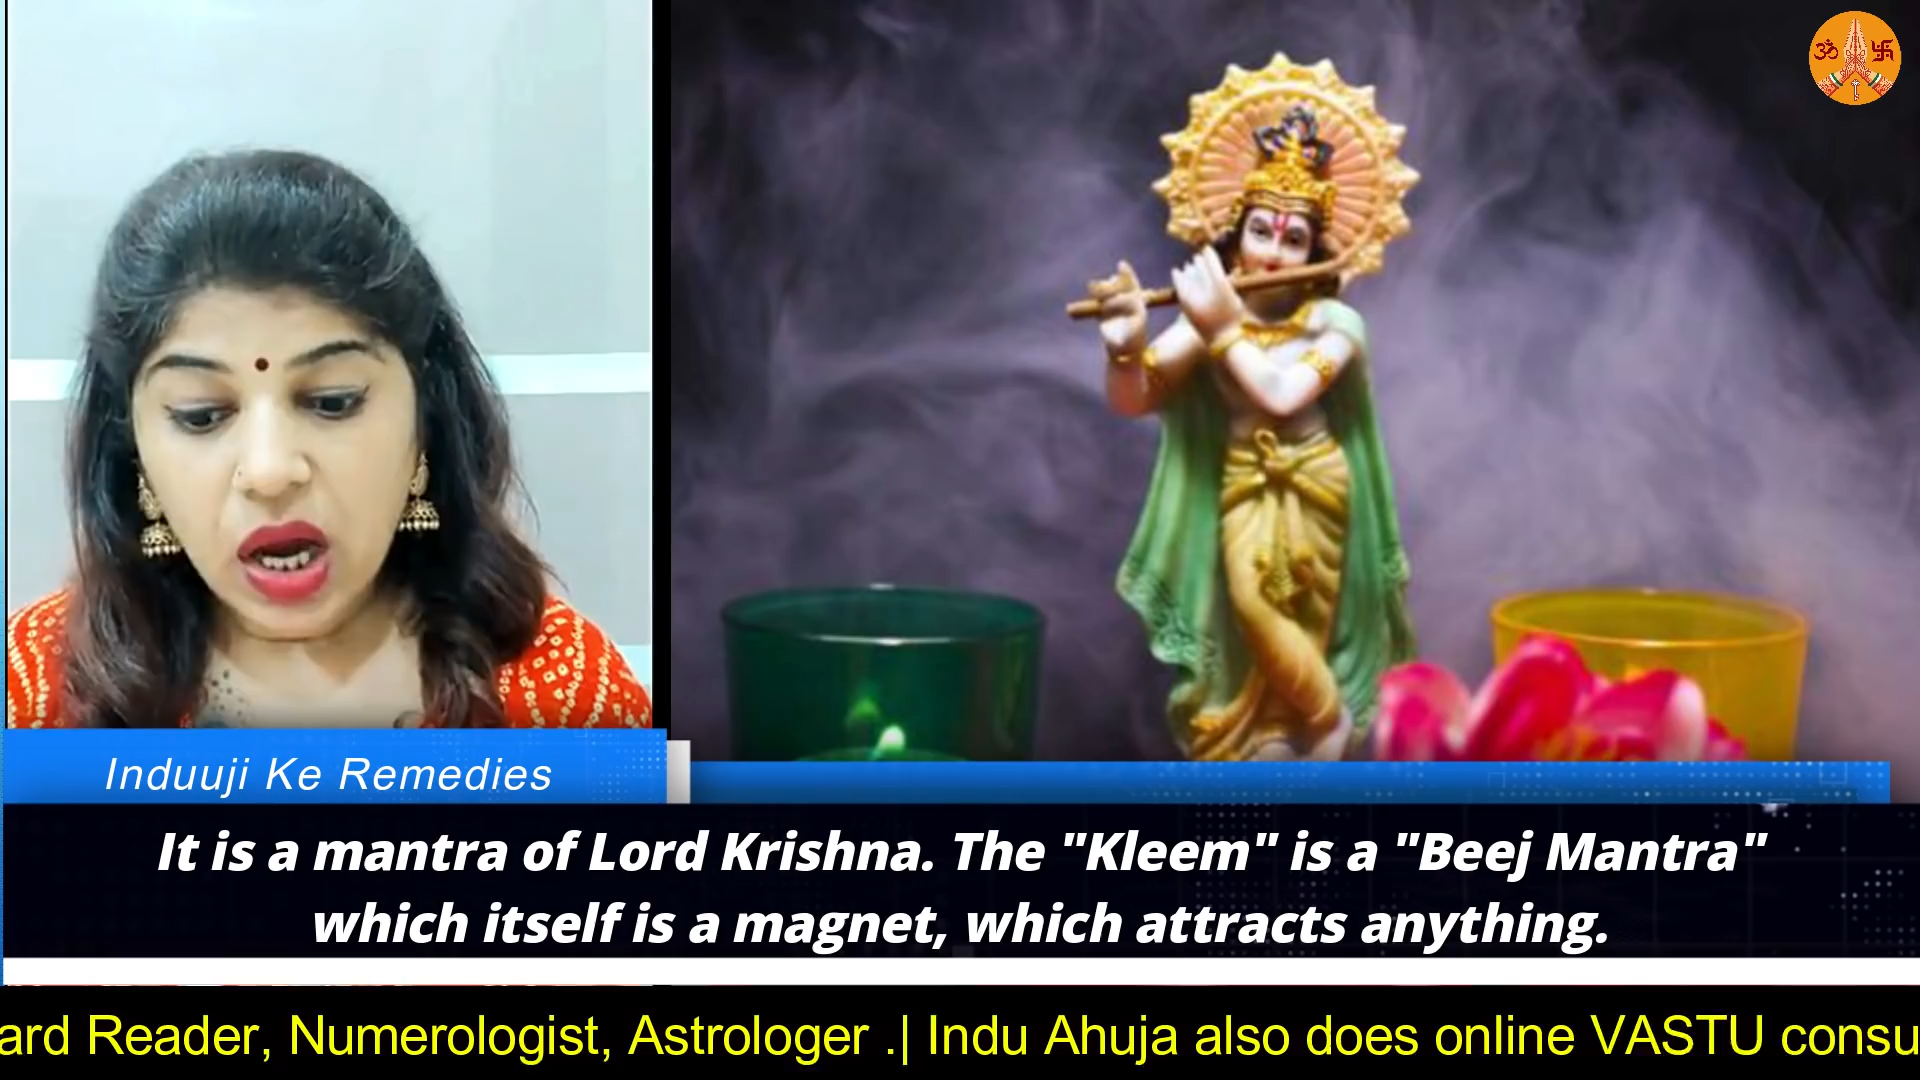 ॐ 卐
Induuji Ke Remedies
It is a mantra of Lord Krishna. The "Kleem" is a "Beej Mantra"
which itself is a magnet, which attracts anything.
ard Reader, Numerologist, Astrologer .| Indu Ahuja also does online VASTU consu